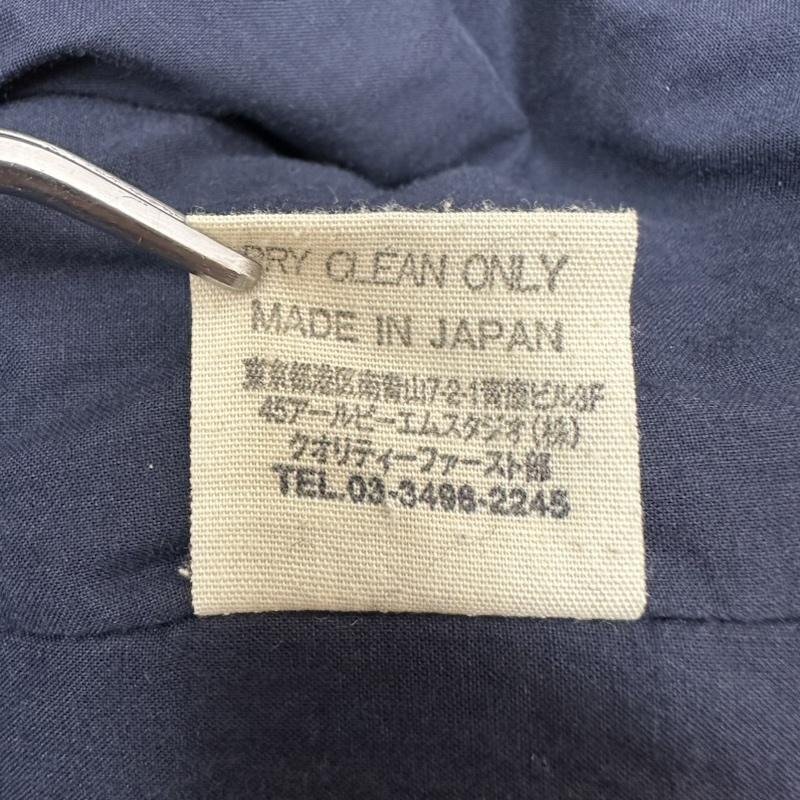 DRY CLEAN ONLY
MADE IN JAPAN
東京都港区南青山7-2-1常盤ビル3F
45アールピーエムスタジオ(株)
クオリティーファースト部
TEL.03-3498-2245